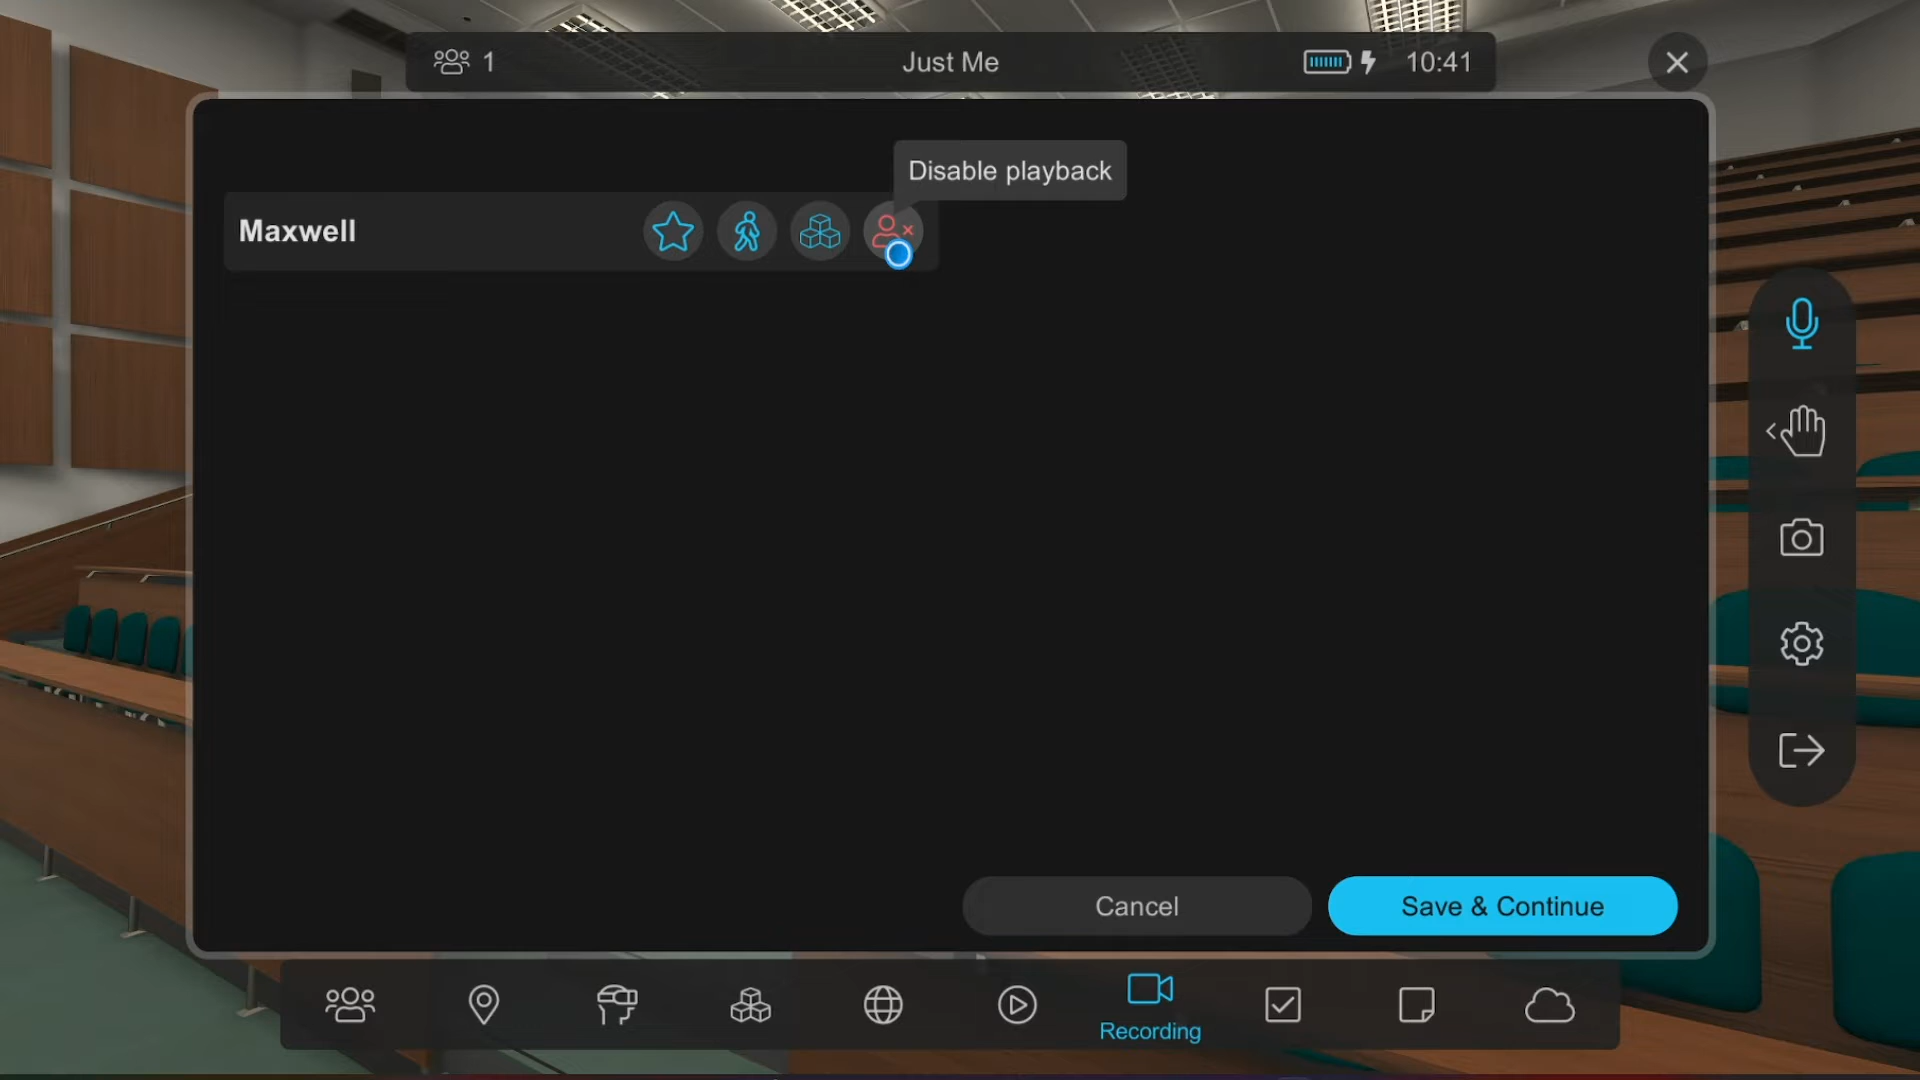 1
Just Me
10:41
Disable playback
Maxwell
Cancel
Save & Continue
Recording